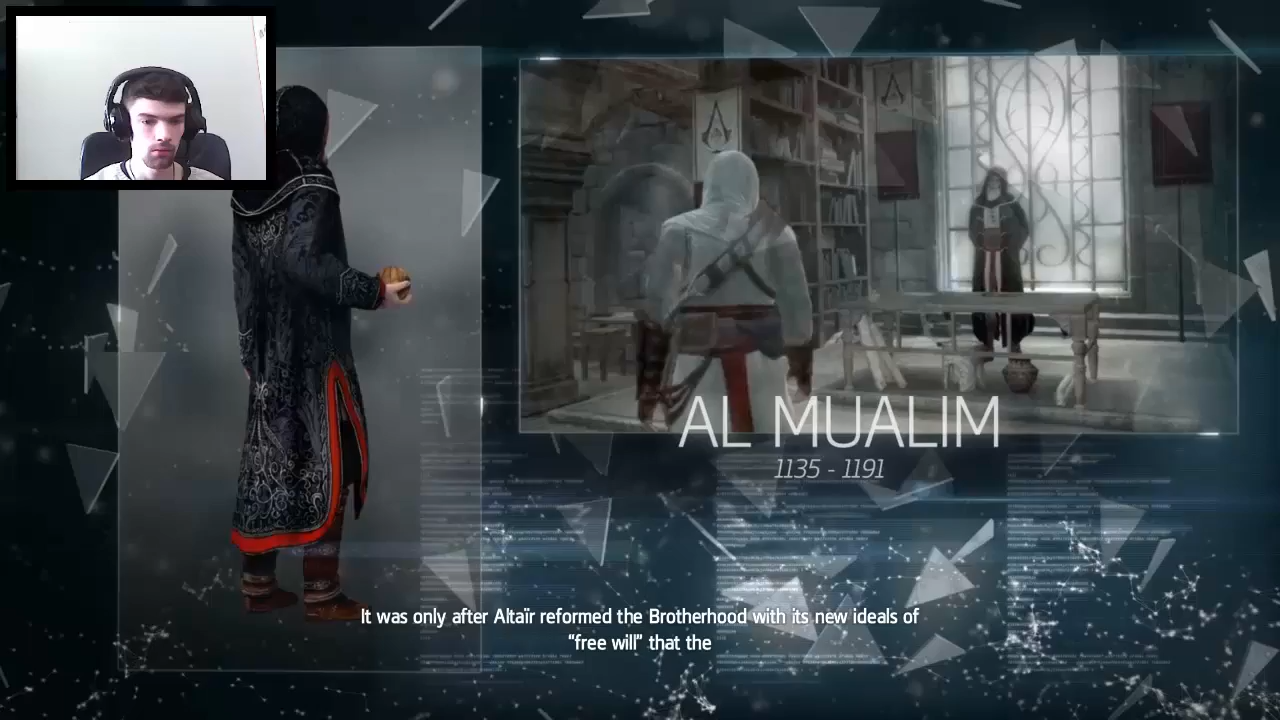 AL MUALIM
1135 - 1191
It was only after Altaïr reformed the Brotherhood with its new ideals of
"free will" that the